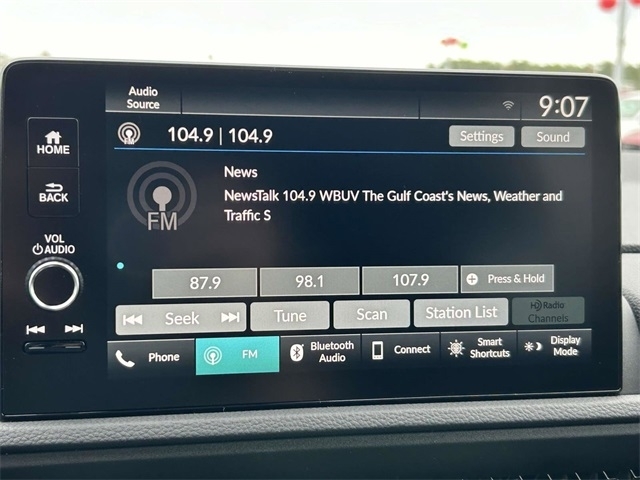 Audio
Source
9:07
104.9 | 104.9
Settings
Sound
HOME
BACK
VOL
AUDIO
News
NewsTalk 104.9 WBUV The Gulf Coast's News, Weather and
Traffic S
FM
87.9
98.1
107.9
Press & Hold
Seek
Tune
Scan
Station List
HD Radio
Channels
Phone
FM
Bluetooth
Audio
Connect
Smart
Shortcuts
Display
Mode